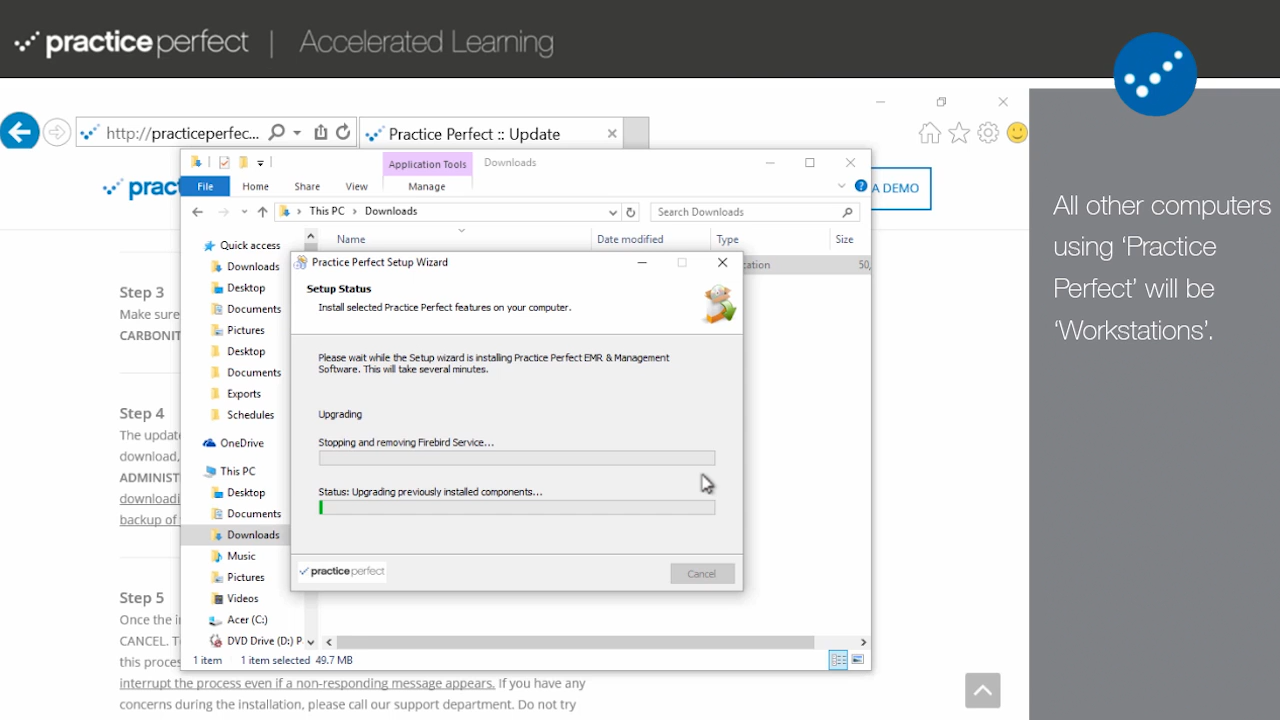 practice perfect | Accelerated Learning
http://practiceperfec...
Practice Perfect :: Update
pract
A DEMO
Application Tools
Downloads
File
Home
Share
View
Manage
This PC > Downloads
Search Downloads
Name
Date modified
Type
Size
Quick access
Downloads
Desktop
Documents
Pictures
Desktop
Documents
Exports
Schedules
OneDrive
This PC
Desktop
Documents
Downloads
Music
Pictures
Videos
Acer (C:)
DVD Drive (D:) P
cation
50,
1 item
1 item selected 49.7 MB
Practice Perfect Setup Wizard
Setup Status
Install selected Practice Perfect features on your computer.
Please wait while the Setup wizard is installing Practice Perfect EMR & Management
Software. This will take several minutes.
Upgrading
Stopping and removing Firebird Service...
Status: Upgrading previously installed components...
practice perfect
Cancel
Step 3
Make sure
CARBONIT
Step 4
The update
download,
ADMINIST
downloadi
backup of
Step 5
Once the i
CANCEL. T
this proces
interrupt the process even if a non-responding message appears. If you have any
concerns during the installation, please call our support department. Do not try
All other computers
using ‘Practice
Perfect’ will be
‘Workstations’.